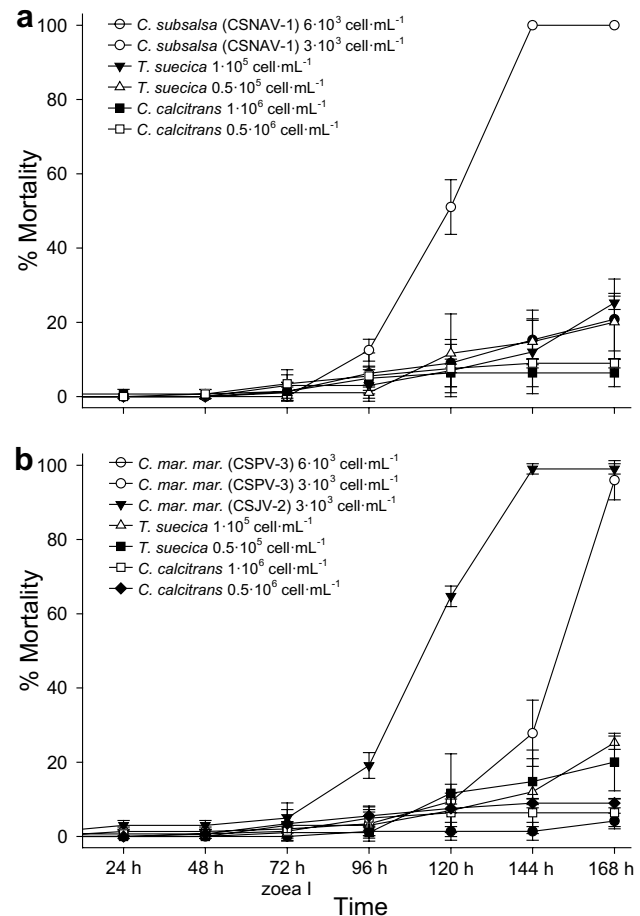 a
C. subsalsa (CSNAV-1) 6·10³ cell·mL⁻¹
C. subsalsa (CSNAV-1) 3·10³ cell·mL⁻¹
T. suecica 1·10⁵ cell·mL⁻¹
T. suecica 0.5·10⁵ cell·mL⁻¹
C. calcitrans 1·10⁶ cell·mL⁻¹
C. calcitrans 0.5·10⁶ cell·mL⁻¹
% Mortality
100
80
60
40
20
0
b
C. mar. mar. (CSPV-3) 6·10³ cell·mL⁻¹
C. mar. mar. (CSPV-3) 3·10³ cell·mL⁻¹
C. mar. mar. (CSJV-2) 3·10³ cell·mL⁻¹
T. suecica 1·10⁵ cell·mL⁻¹
T. suecica 0.5·10⁵ cell·mL⁻¹
C. calcitrans 1·10⁶ cell·mL⁻¹
C. calcitrans 0.5·10⁶ cell·mL⁻¹
% Mortality
100
80
60
40
20
0
24 h 48 h 72 h 96 h 120 h 144 h 168 h
zoea I
Time